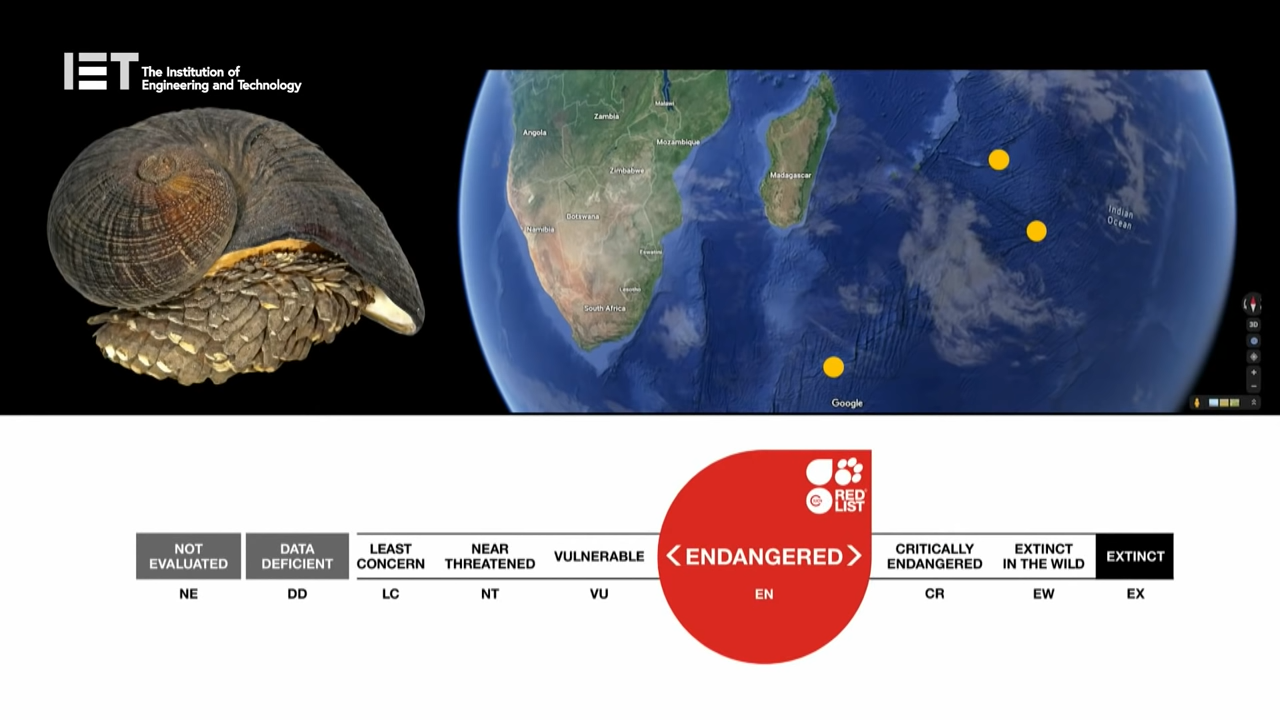 IET The Institution of
Engineering and Technology
Malawi
Zambia
Angola
Mozambique
Zimbabwe
Madagascar
Botswana
Namibia
Indian
Ocean
Eswatini
Lesotho
South Africa
3D
Google
RED
LIST
NOT
EVALUATED
DATA
DEFICIENT
LEAST
CONCERN
NEAR
THREATENED
VULNERABLE
<ENDANGERED>
CRITICALLY
ENDANGERED
EXTINCT
IN THE WILD
EXTINCT
NE
DD
LC
NT
VU
EN
CR
EW
EX